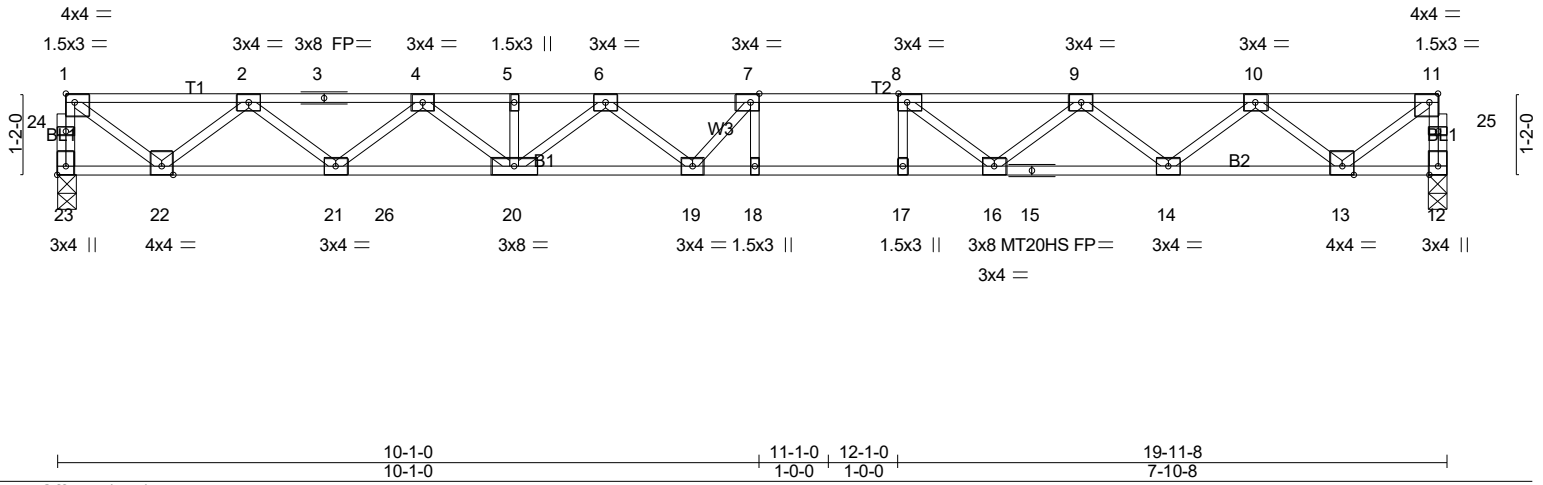 4x4 = 4x4 =
1.5x3 = 3x4 = 3x8 FP= 3x4 = 1.5x3 || 3x4 = 3x4 = 3x4 = 3x4 = 3x4 = 1.5x3 =
1 2 3 4 5 6 7 8 9 10 11
T1 T2
1-2-0 24 BL1 W3 BL1 25 1-2-0
B1 B2
23 22 21 26 20 19 18 17 16 15 14 13 12
3x4 || 4x4 = 3x4 = 3x8 = 3x4 = 1.5x3 || 1.5x3 || 3x8 MT20HS FP= 3x4 = 4x4 = 3x4 ||
3x4 =
10-1-0 11-1-0 12-1-0 19-11-8
10-1-0 1-0-0 1-0-0 7-10-8